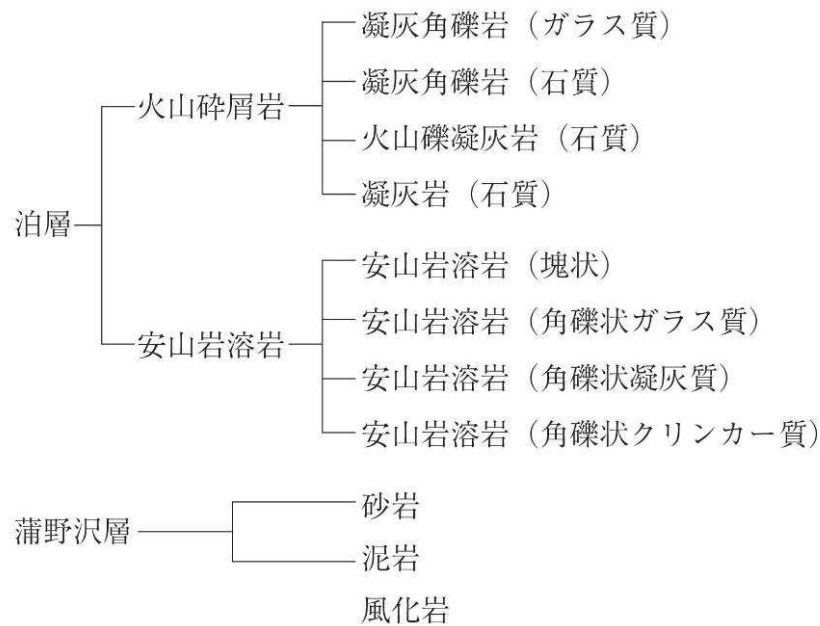 凝灰角礫岩（ガラス質）
凝灰角礫岩（石質）
火山砕屑岩
火山礫凝灰岩（石質）
凝灰岩（石質）
泊層
安山岩溶岩（塊状）
安山岩溶岩（角礫状ガラス質）
安山岩溶岩
安山岩溶岩（角礫状凝灰質）
安山岩溶岩（角礫状クリンカー質）
砂岩
蒲野沢層
泥岩
風化岩